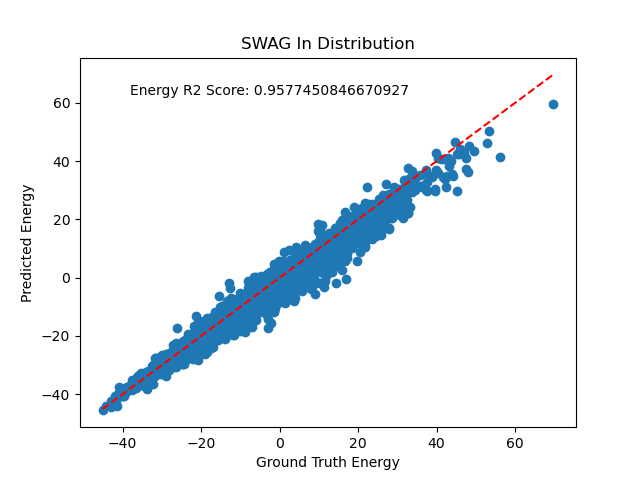 SWAG In Distribution
Energy R2 Score: 0.9577450846670927
Predicted Energy
60
40
20
0
−20
−40
−40 −20 0 20 40 60
Ground Truth Energy